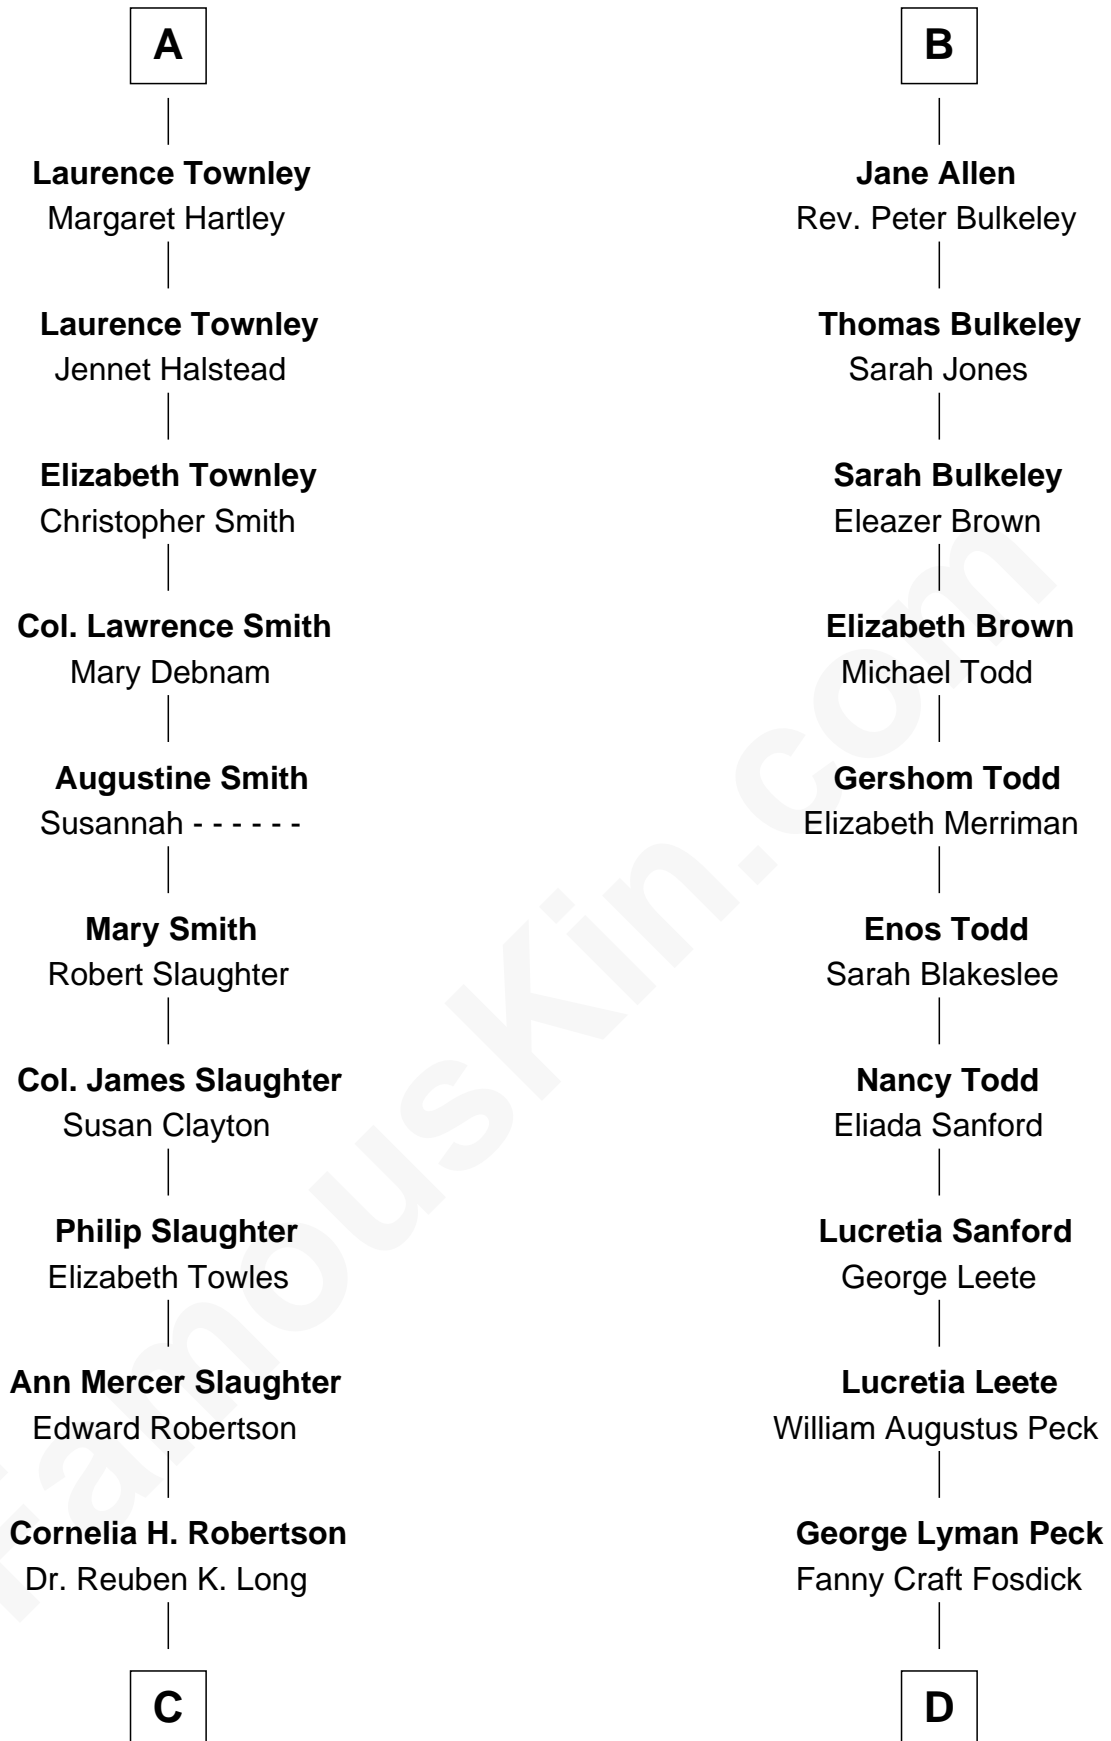 A
Laurence Townley
Margaret Hartley
Laurence Townley
Jennet Halstead
Elizabeth Townley
Christopher Smith
Col. Lawrence Smith
Mary Debnam
Augustine Smith
Susannah - - - - - -
Mary Smith
Robert Slaughter
Col. James Slaughter
Susan Clayton
Philip Slaughter
Elizabeth Towles
Ann Mercer Slaughter
Edward Robertson
Cornelia H. Robertson
Dr. Reuben K. Long
C
B
Jane Allen
Rev. Peter Bulkeley
Thomas Bulkeley
Sarah Jones
Sarah Bulkeley
Eleazer Brown
Elizabeth Brown
Michael Todd
Gershom Todd
Elizabeth Merriman
Enos Todd
Sarah Blakeslee
Nancy Todd
Eliada Sanford
Lucretia Sanford
George Leete
Lucretia Leete
William Augustus Peck
George Lyman Peck
Fanny Craft Fosdick
D
FamousKin.com